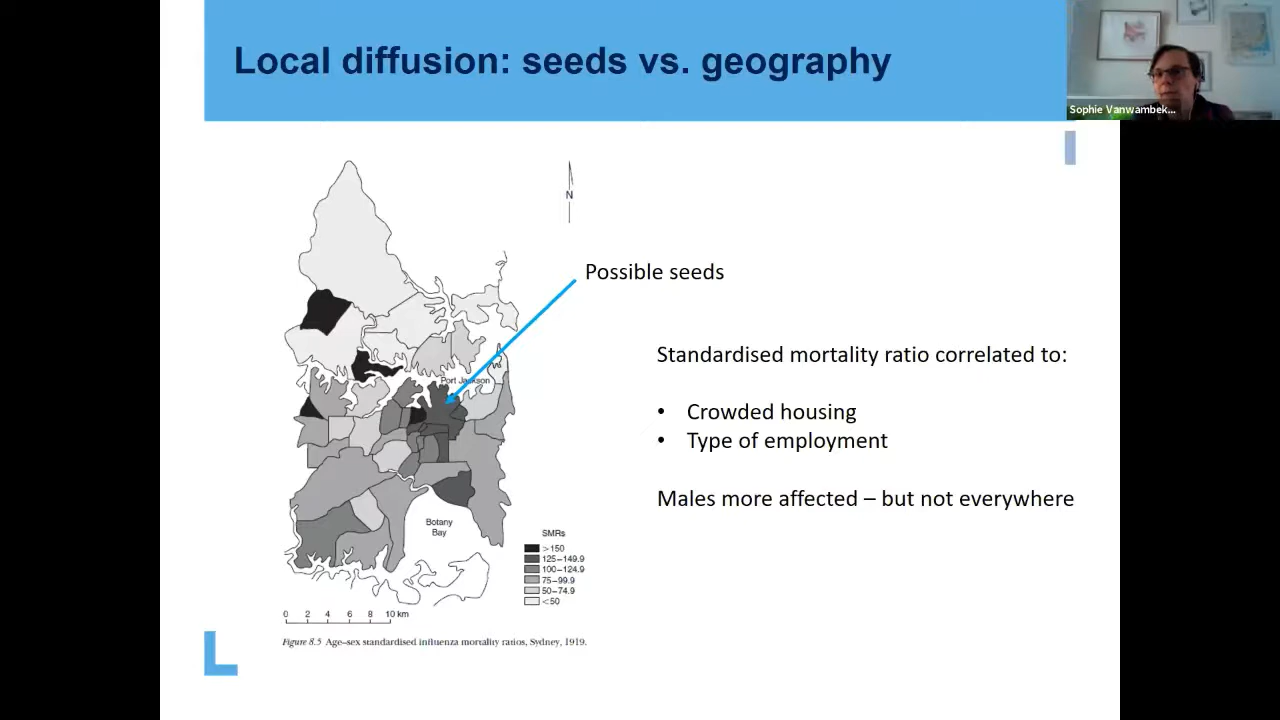 Local diffusion: seeds vs. geography
Sophie Vanwambek...
N
Possible seeds
Port Jackson
Standardised mortality ratio correlated to:
• Crowded housing
• Type of employment
Males more affected – but not everywhere
Botany
Bay
SMRs
>150
125–149.9
100–124.9
75–99.9
50–74.9
<50
0 2 4 6 8 10 km
Figure 8.5 Age–sex standardised influenza mortality ratios, Sydney, 1919.